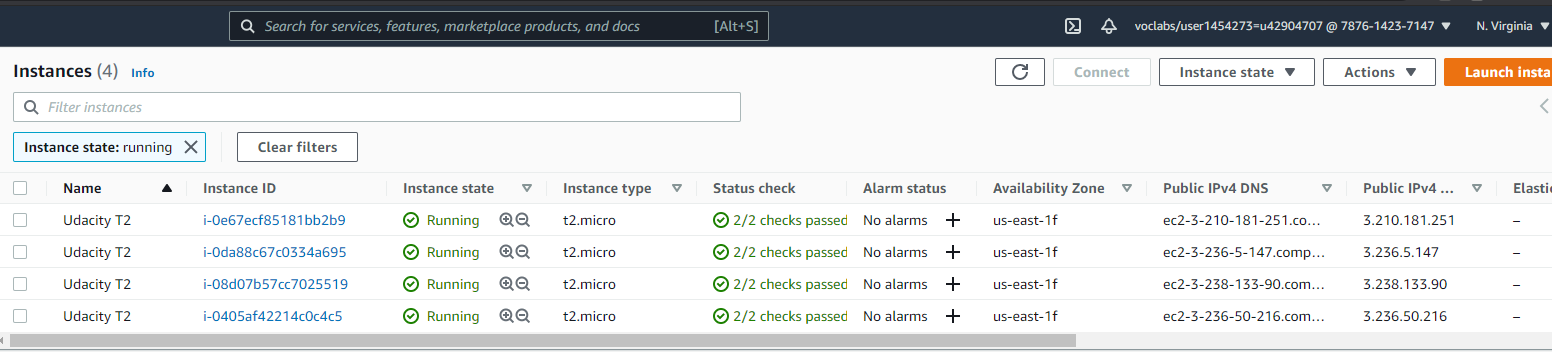 Search for services, features, marketplace products, and docs [Alt+S] voclabs/user1454273=u42904707 @ 7876-1423-7147 N. Virginia
Instances (4) Info Connect Instance state Actions Launch insta
Filter instances
Instance state: running Clear filters
Name Instance ID Instance state Instance type Status check Alarm status Availability Zone Public IPv4 DNS Public IPv4 ... Elastic
Udacity T2 i-0e67ecf85181bb2b9 Running t2.micro 2/2 checks passed No alarms + us-east-1f ec2-3-210-181-251.co... 3.210.181.251 –
Udacity T2 i-0da88c67c0334a695 Running t2.micro 2/2 checks passed No alarms + us-east-1f ec2-3-236-5-147.comp... 3.236.5.147 –
Udacity T2 i-08d07b57cc7025519 Running t2.micro 2/2 checks passed No alarms + us-east-1f ec2-3-238-133-90.com... 3.238.133.90 –
Udacity T2 i-0405af42214c0c4c5 Running t2.micro 2/2 checks passed No alarms + us-east-1f ec2-3-236-50-216.com... 3.236.50.216 –